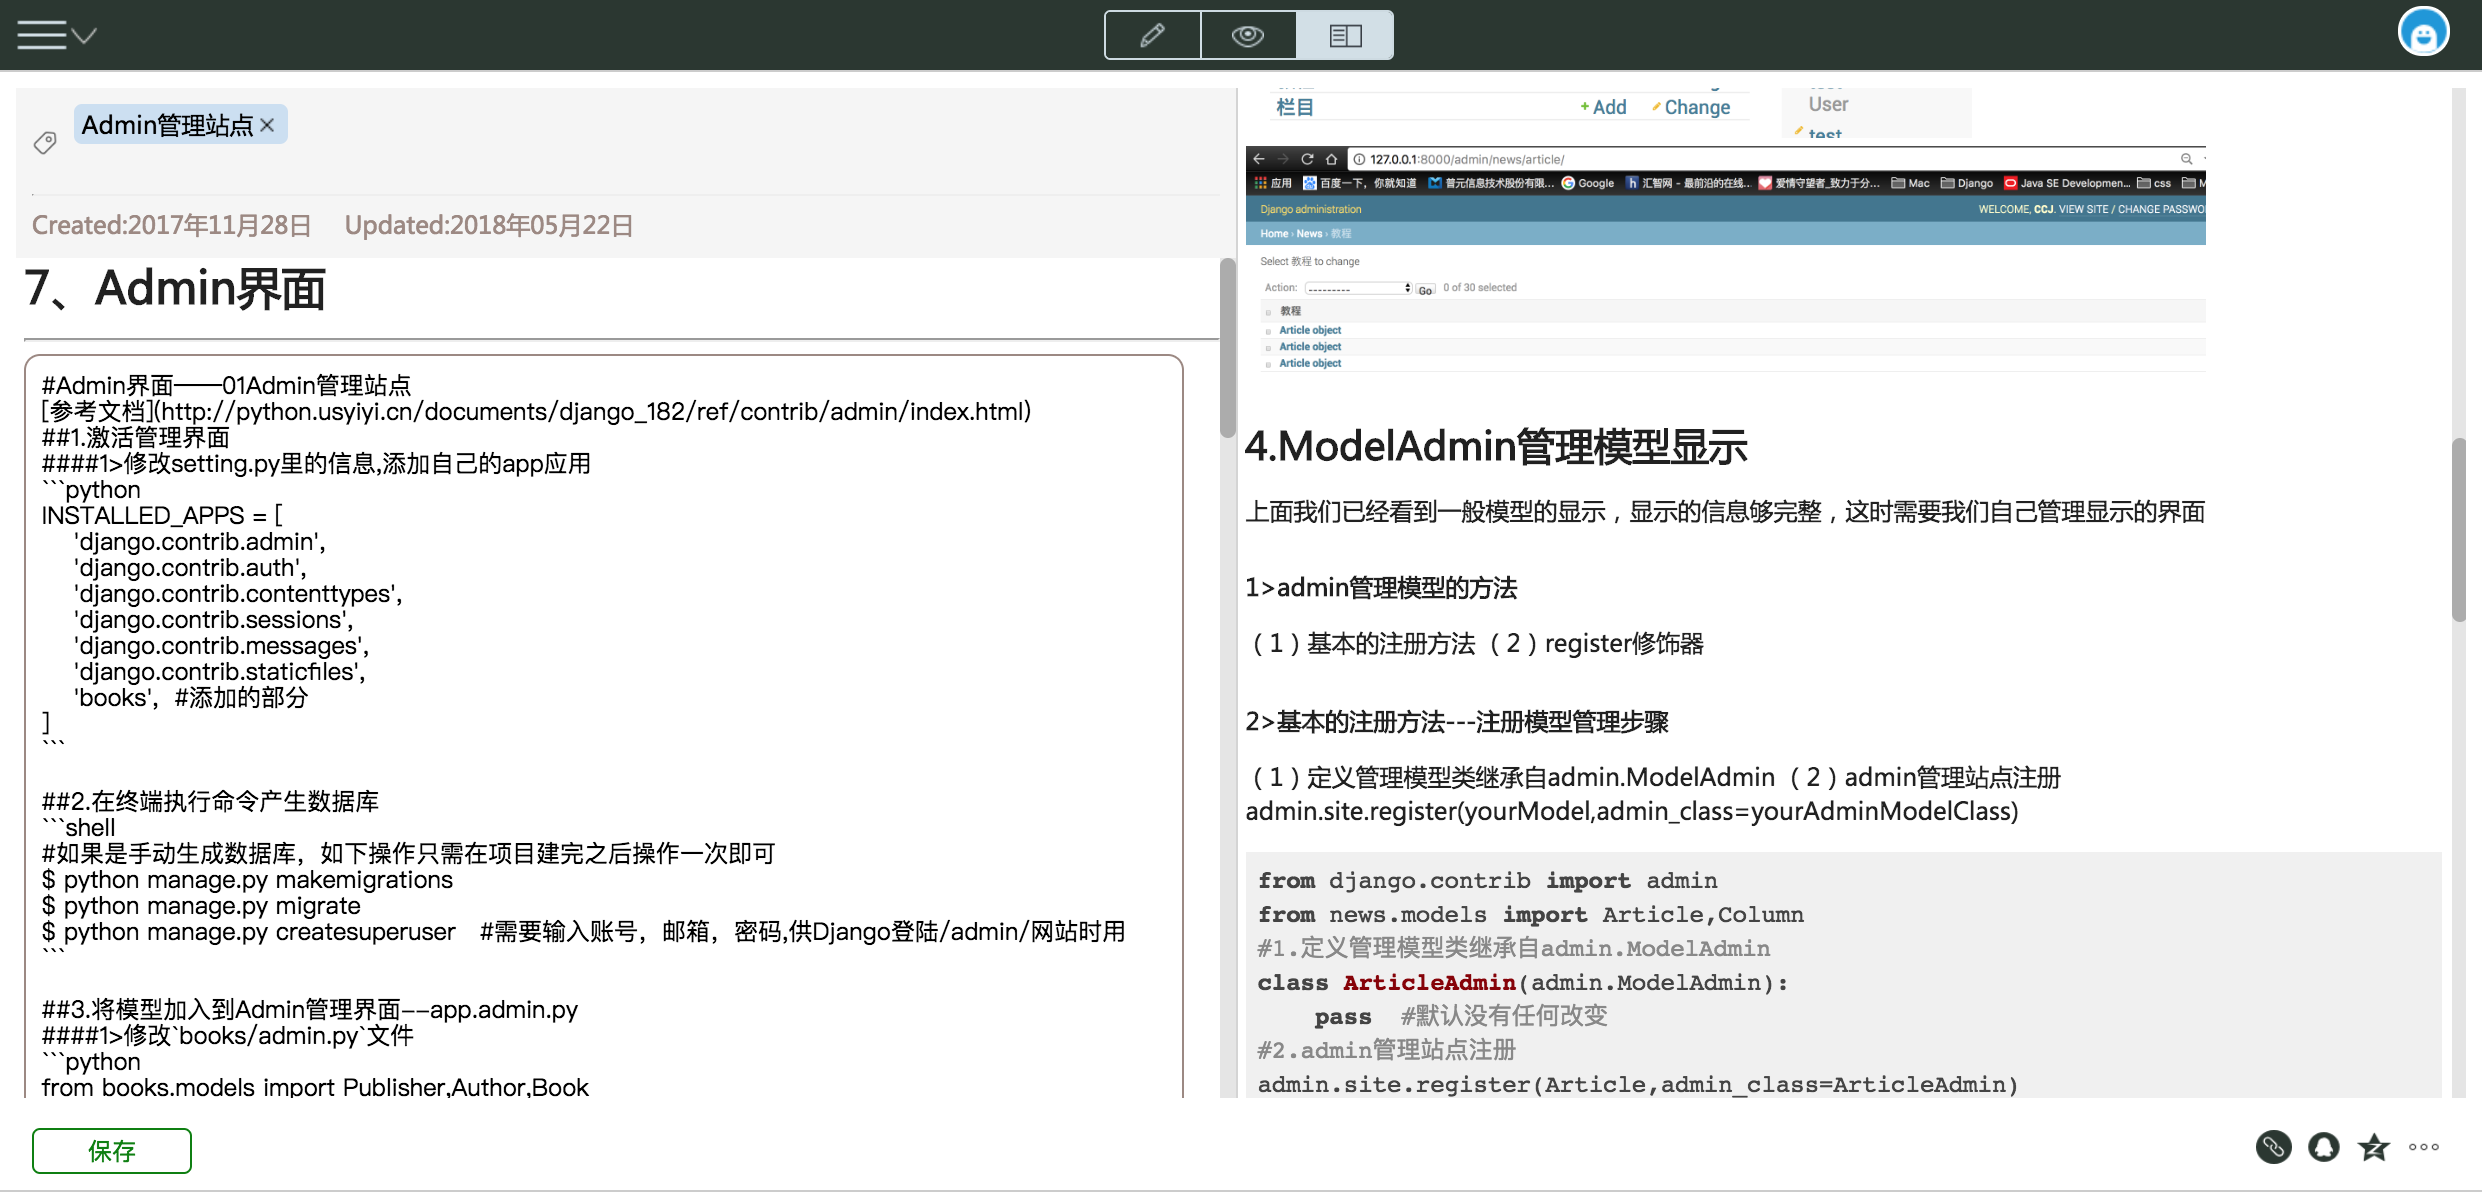 Admin管理站点×
Created:2017年11月28日 Updated:2018年05月22日
7、Admin界面
#Admin界面——01Admin管理站点
[参考文档](http://python.usyiyi.cn/documents/django_182/ref/contrib/admin/index.html)
##1.激活管理界面
####1>修改setting.py里的信息,添加自己的app应用
```python
INSTALLED_APPS = [
'django.contrib.admin',
'django.contrib.auth',
'django.contrib.contenttypes',
'django.contrib.sessions',
'django.contrib.messages',
'django.contrib.staticfiles',
'books',  #添加的部分
]
```
##2.在终端执行命令产生数据库
```shell
#如果是手动生成数据库，如下操作只需在项目建完之后操作一次即可
$ python manage.py makemigrations
$ python manage.py migrate
$ python manage.py createsuperuser   #需要输入账号，邮箱，密码,供Django登陆/admin/网站时用
```
##3.将模型加入到Admin管理界面--app.admin.py
####1>修改`books/admin.py`文件
```python
from books.models import Publisher,Author,Book
保存
栏目 + Add Change
User
test
127.0.0.1:8000/admin/news/article/
应用 百度一下，你就知道 普元信息技术股份有限... Google 汇智网 - 最前沿的在线... 爱情守望者_致力于分... Mac Django Java SE Developmen... css
Django administration WELCOME, CCJ. VIEW SITE / CHANGE PASSWO
Home › News › 教程
Select 教程 to change
Action: --------- Go 0 of 30 selected
教程
Article object
Article object
Article object
4.ModelAdmin管理模型显示
上面我们已经看到一般模型的显示，显示的信息够完整，这时需要我们自己管理显示的界面
1>admin管理模型的方法
（1）基本的注册方法（2）register修饰器
2>基本的注册方法---注册模型管理步骤
（1）定义管理模型类继承自admin.ModelAdmin（2）admin管理站点注册
admin.site.register(yourModel,admin_class=yourAdminModelClass)
from django.contrib import admin
from news.models import Article,Column
#1.定义管理模型类继承自admin.ModelAdmin
class ArticleAdmin(admin.ModelAdmin):
pass  #默认没有任何改变
#2.admin管理站点注册
admin.site.register(Article,admin_class=ArticleAdmin)